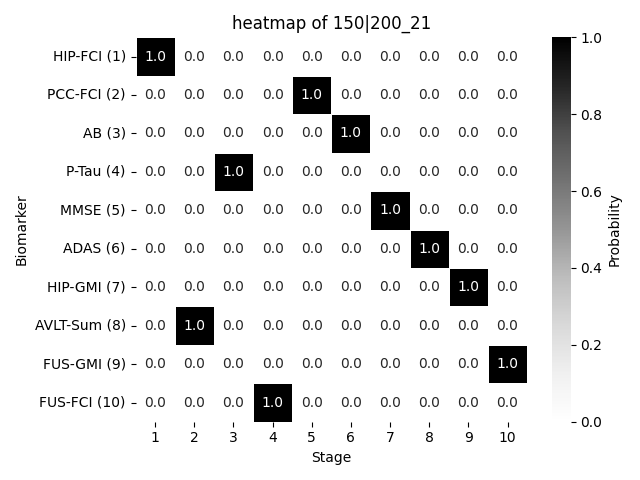 heatmap of 150|200_21
HIP-FCI (1) 1.0 0.0 0.0 0.0 0.0 0.0 0.0 0.0 0.0 0.0
PCC-FCI (2) 0.0 0.0 0.0 0.0 1.0 0.0 0.0 0.0 0.0 0.0
AB (3) 0.0 0.0 0.0 0.0 0.0 1.0 0.0 0.0 0.0 0.0
P-Tau (4) 0.0 0.0 1.0 0.0 0.0 0.0 0.0 0.0 0.0 0.0
MMSE (5) 0.0 0.0 0.0 0.0 0.0 0.0 1.0 0.0 0.0 0.0
ADAS (6) 0.0 0.0 0.0 0.0 0.0 0.0 0.0 1.0 0.0 0.0
HIP-GMI (7) 0.0 0.0 0.0 0.0 0.0 0.0 0.0 0.0 1.0 0.0
AVLT-Sum (8) 0.0 1.0 0.0 0.0 0.0 0.0 0.0 0.0 0.0 0.0
FUS-GMI (9) 0.0 0.0 0.0 0.0 0.0 0.0 0.0 0.0 0.0 1.0
FUS-FCI (10) 0.0 0.0 0.0 1.0 0.0 0.0 0.0 0.0 0.0 0.0
1 2 3 4 5 6 7 8 9 10
Stage
Biomarker
1.0
0.8
0.6
0.4
0.2
0.0
Probability